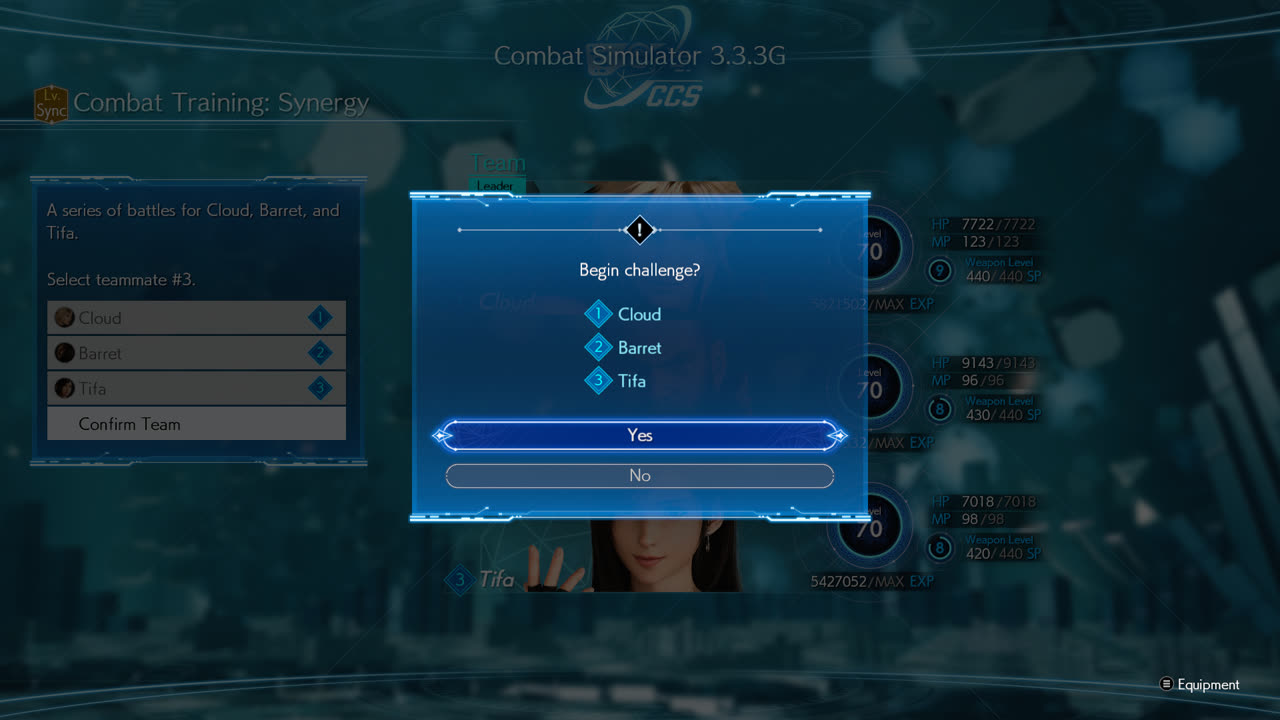 Combat Simulator 3.3.3G
CCS
Lv.
Sync
Combat Training: Synergy
Team
Leader
A series of battles for Cloud, Barret, and
Tifa.
Select teammate #3.
Cloud 1
Barret 2
Tifa 3
Confirm Team
!
Begin challenge?
1 Cloud
2 Barret
3 Tifa
Yes
No
Cloud
70
HP 7722/7722
MP 123/123
9
Weapon Level
440/440 SP
5821502/MAX EXP
70
HP 9143/9143
MP 96/96
8
Weapon Level
430/440 SP
/MAX EXP
70
HP 7018/7018
MP 98/98
8
Weapon Level
420/440 SP
3 Tifa
5427052/MAX EXP
Equipment